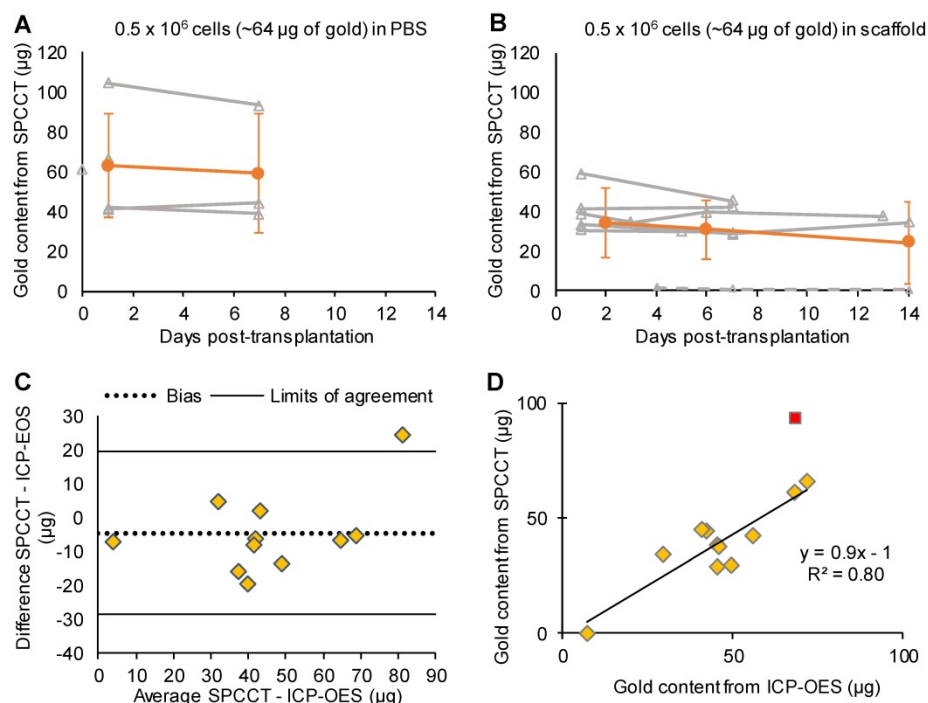 A
0.5 x 10⁶ cells (~64 µg of gold) in PBS
Gold content from SPCCT (µg)
120
100
80
60
40
20
0
0 2 4 6 8 10 12 14
Days post-transplantation
B
0.5 x 10⁶ cells (~64 µg of gold) in scaffold
Gold content from SPCCT (µg)
120
100
80
60
40
20
0
0 2 4 6 8 10 12 14
Days post-transplantation
C
Bias Limits of agreement
Difference SPCCT - ICP-EOS
(µg)
30
20
10
0
-10
-20
-30
-40
0 10 20 30 40 50 60 70 80 90
Average SPCCT - ICP-OES (µg)
D
Gold content from SPCCT (µg)
100
50
0
y = 0.9x - 1
R² = 0.80
0 50 100
Gold content from ICP-OES (µg)